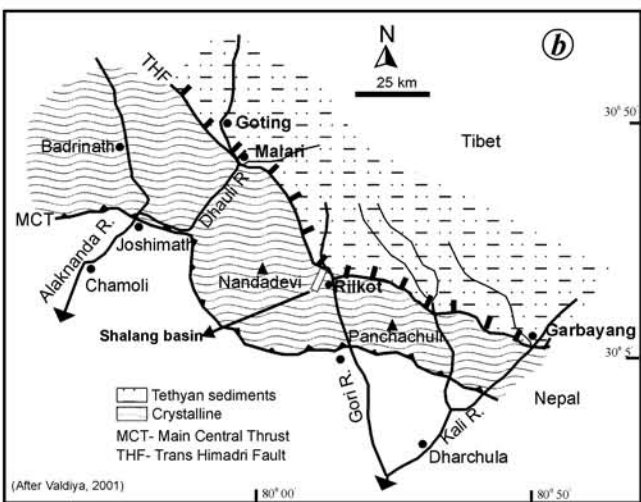 N
b
25 km
THF
Goting
30° 50
Tibet
Badrinath
Malari
Dhauli R.
MCT
Joshimath
Alaknanda R.
Chamoli
Nandadevi
Rilkot
Shalang basin
Panchachuli
Garbayang
30° 5
Tethyan sediments
Crystalline
Gori R.
Nepal
MCT- Main Central Thrust
Kali R.
THF- Trans Himadri Fault
Dharchula
(After Valdiya, 2001)
80° 00
80° 50